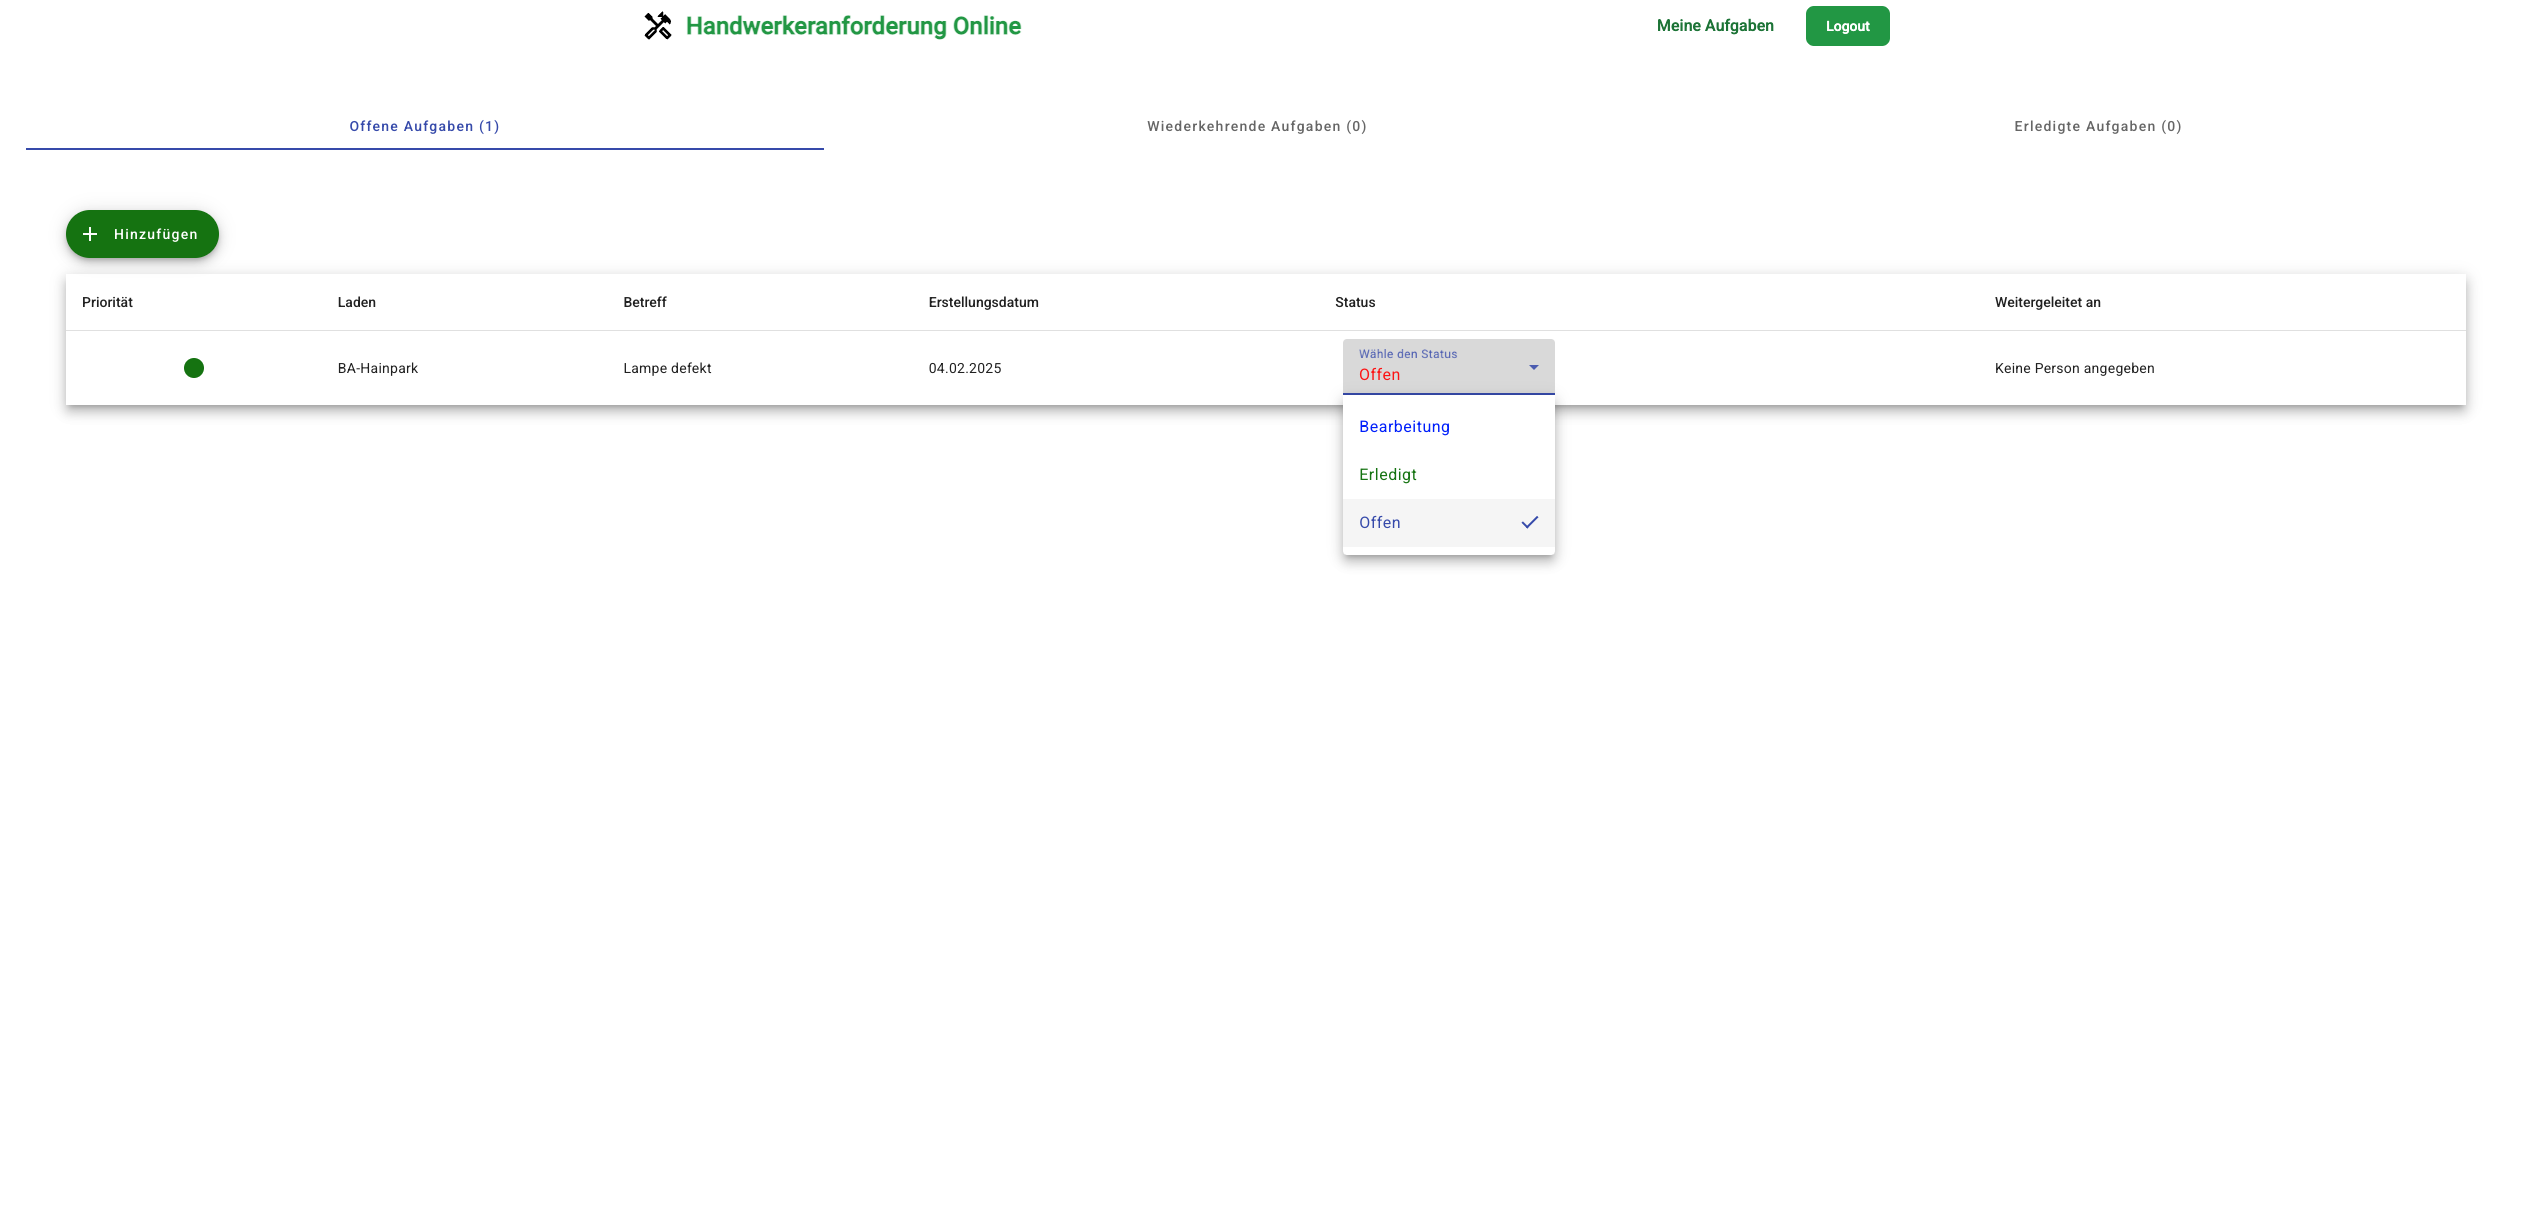 Handwerkeranforderung Online
Meine Aufgaben
Logout
Offene Aufgaben (1)
Wiederkehrende Aufgaben (0)
Erledigte Aufgaben (0)
Hinzufügen
Priorität Laden Betreff Erstellungsdatum Status Weitergeleitet an
BA-Hainpark Lampe defekt 04.02.2025 Wähle den Status Keine Person angegeben
Offen
Bearbeitung
Erledigt
Offen